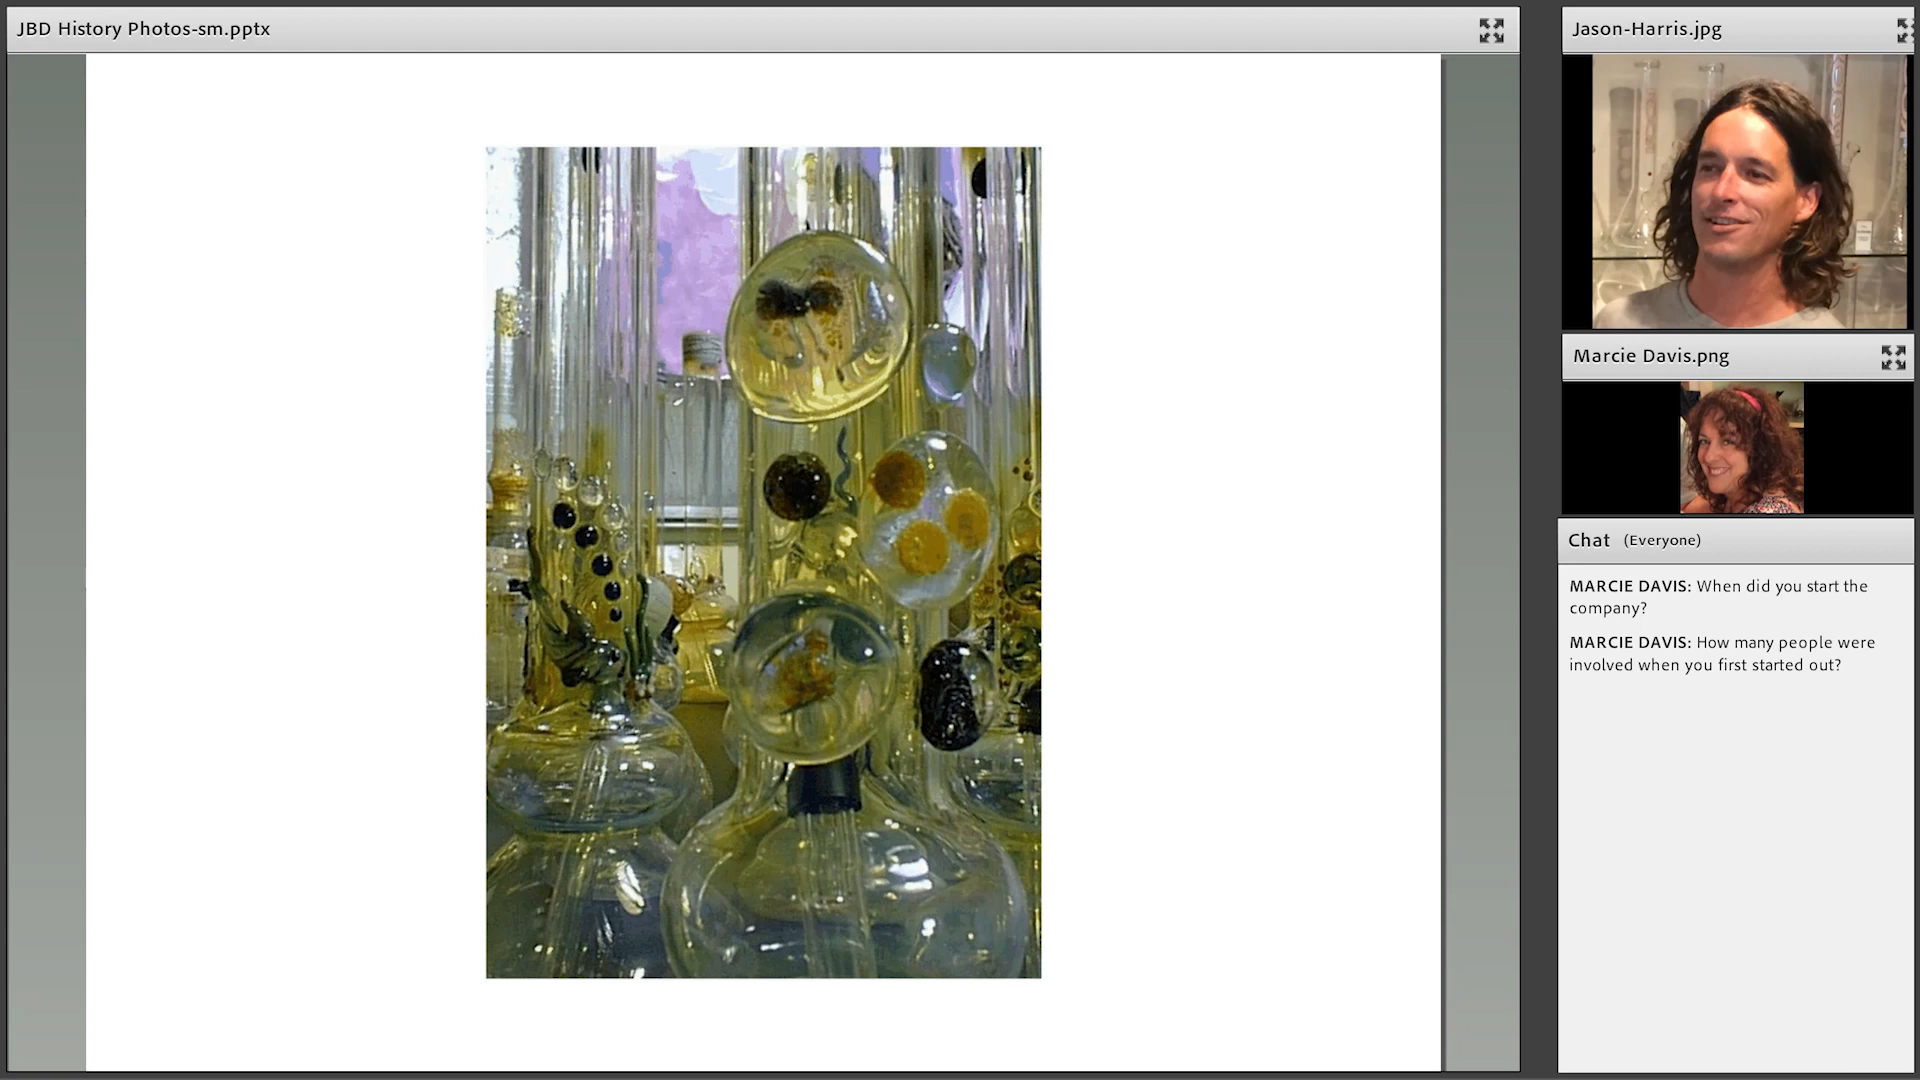 JBD History Photos-sm.pptx
Jason-Harris.jpg
Marcie Davis.png
Chat (Everyone)
MARCIE DAVIS: When did you start the
company?
MARCIE DAVIS: How many people were
involved when you first started out?